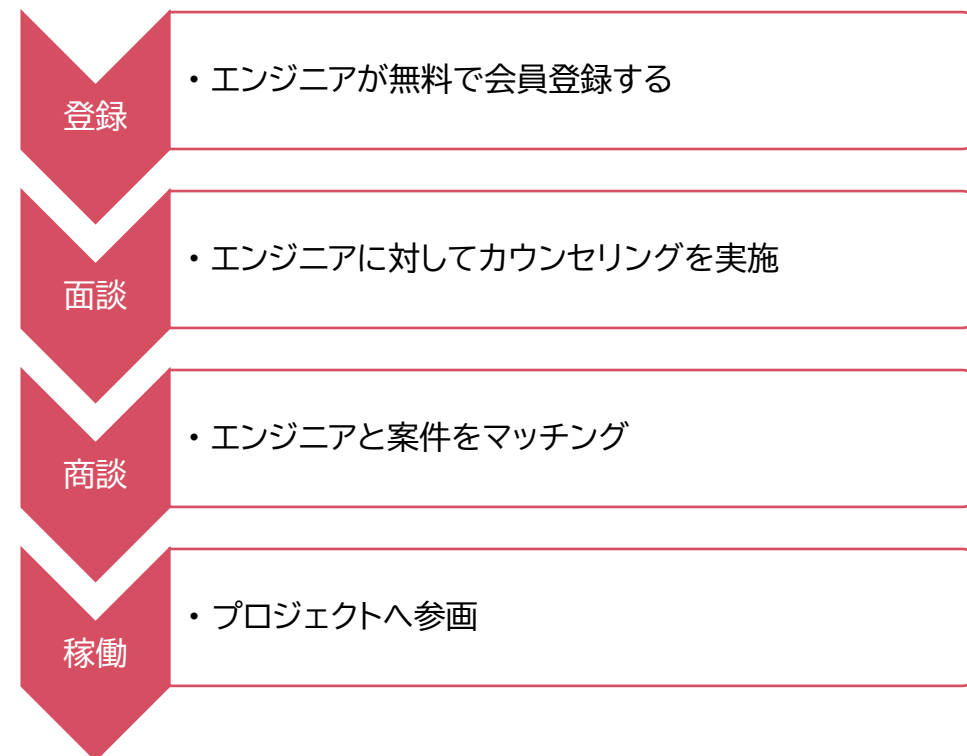 登録
・エンジニアが無料で会員登録する
面談
・エンジニアに対してカウンセリングを実施
商談
・エンジニアと案件をマッチング
稼働
・プロジェクトへ参画